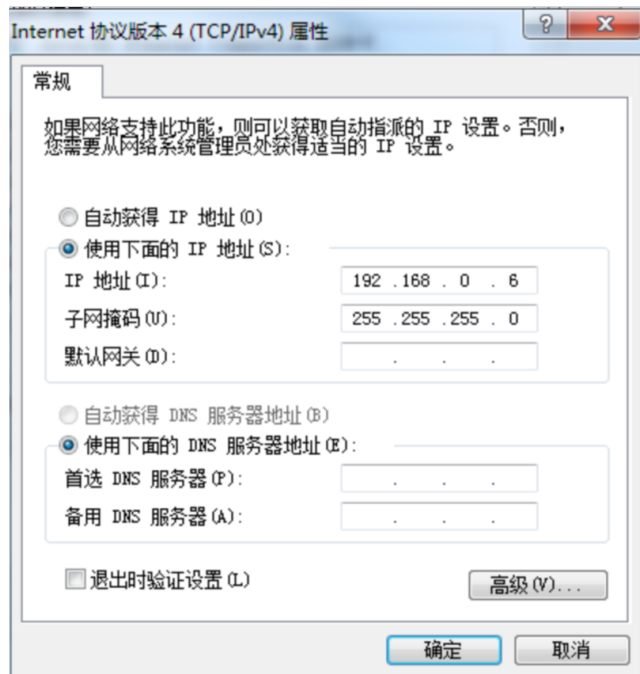 Internet 协议版本 4 (TCP/IPv4) 属性
常规
如果网络支持此功能，则可以获取自动指派的 IP 设置。否则，
您需要从网络系统管理员处获得适当的 IP 设置。
自动获得 IP 地址(O)
使用下面的 IP 地址(S):
IP 地址(I): 192 . 168 . 0 . 6
子网掩码(U): 255 . 255 . 255 . 0
默认网关(D): . . .
自动获得 DNS 服务器地址(B)
使用下面的 DNS 服务器地址(E):
首选 DNS 服务器(P): . . .
备用 DNS 服务器(A): . . .
退出时验证设置(L)
高级(V)...
确定 取消